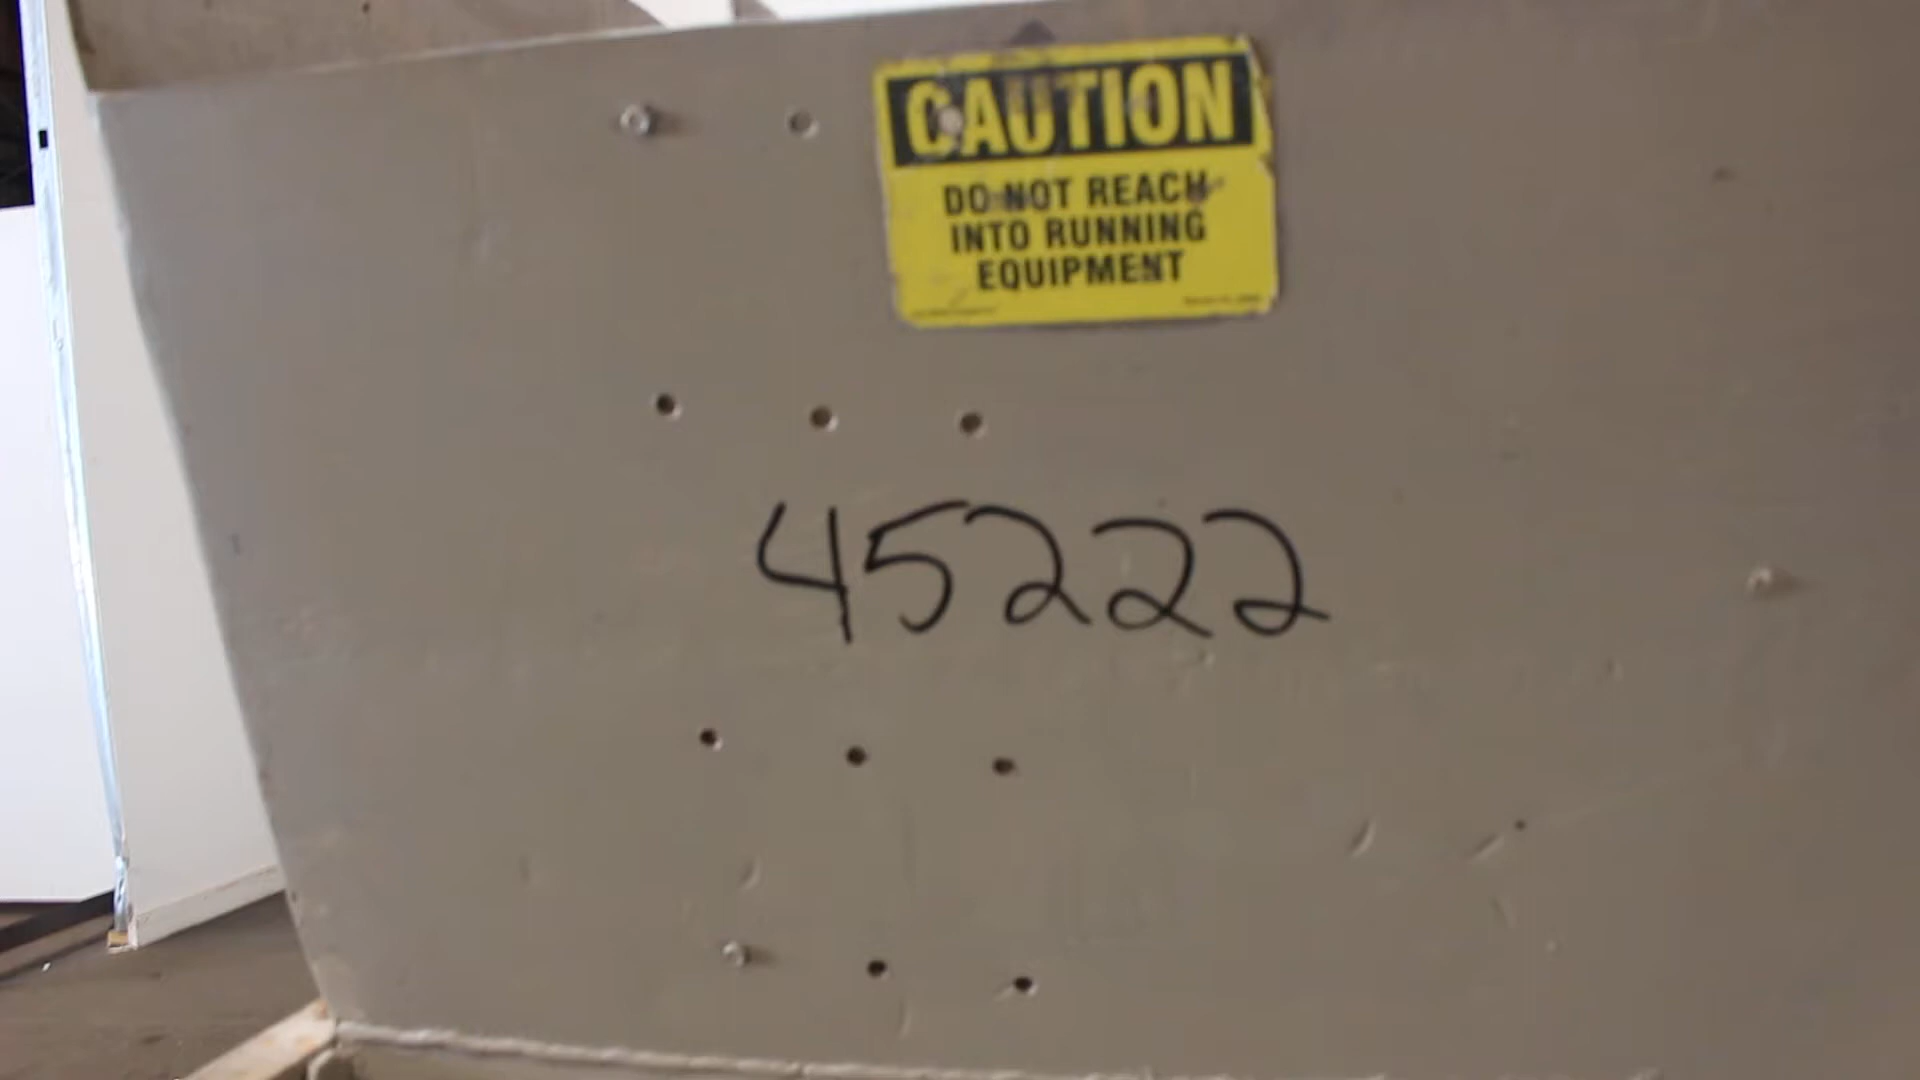 CAUTION
DO NOT REACH
INTO RUNNING
EQUIPMENT
45222